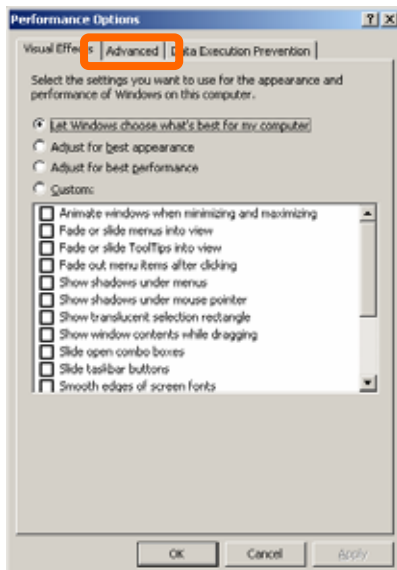 Performance Options
Visual Effects
Advanced
Data Execution Prevention
Select the settings you want to use for the appearance and
performance of Windows on this computer.
Let Windows choose what's best for my computer
Adjust for best appearance
Adjust for best performance
Custom:
Animate windows when minimizing and maximizing
Fade or slide menus into view
Fade or slide ToolTips into view
Fade out menu items after clicking
Show shadows under menus
Show shadows under mouse pointer
Show translucent selection rectangle
Show window contents while dragging
Slide open combo boxes
Slide taskbar buttons
Smooth edges of screen fonts
OK
Cancel
Apply